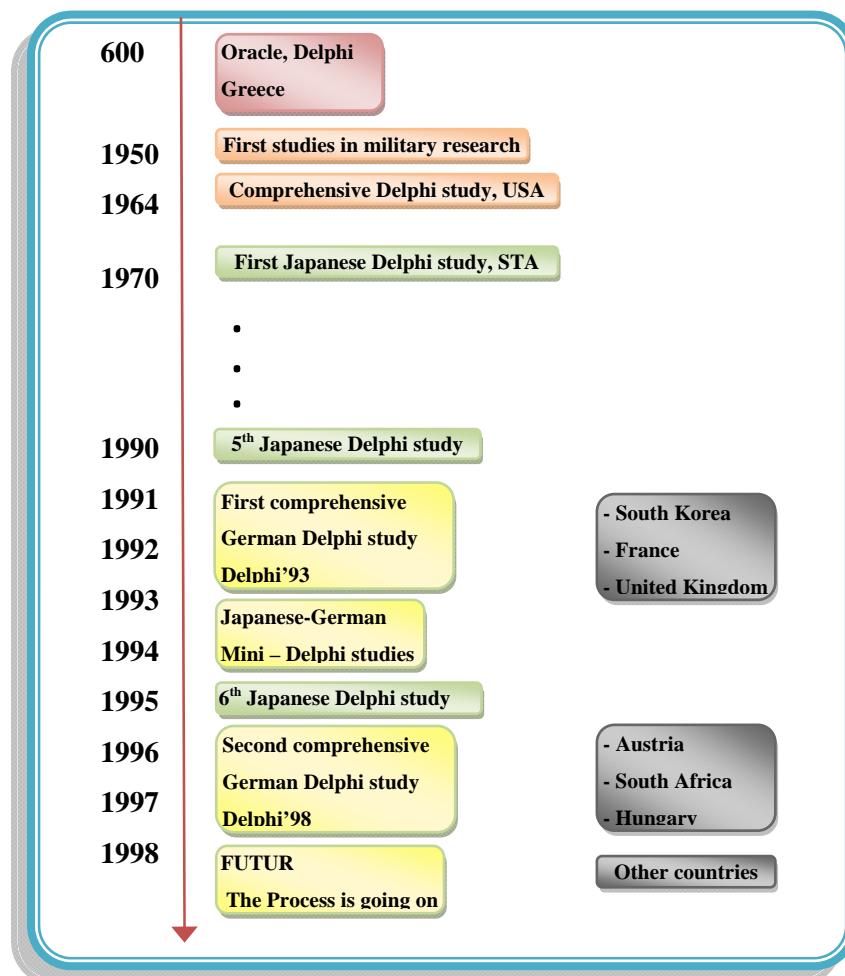 600
Oracle, Delphi
Greece
1950
First studies in military research
1964
Comprehensive Delphi study, USA
1970
First Japanese Delphi study, STA
1990
5th Japanese Delphi study
1991
First comprehensive
German Delphi study
Delphi'93
1992
1993
- South Korea
- France
- United Kingdom
Japanese-German
Mini – Delphi studies
1994
1995
6th Japanese Delphi study
1996
Second comprehensive
German Delphi study
Delphi'98
1997
- Austria
- South Africa
- Hungary
1998
FUTUR
The Process is going on
Other countries